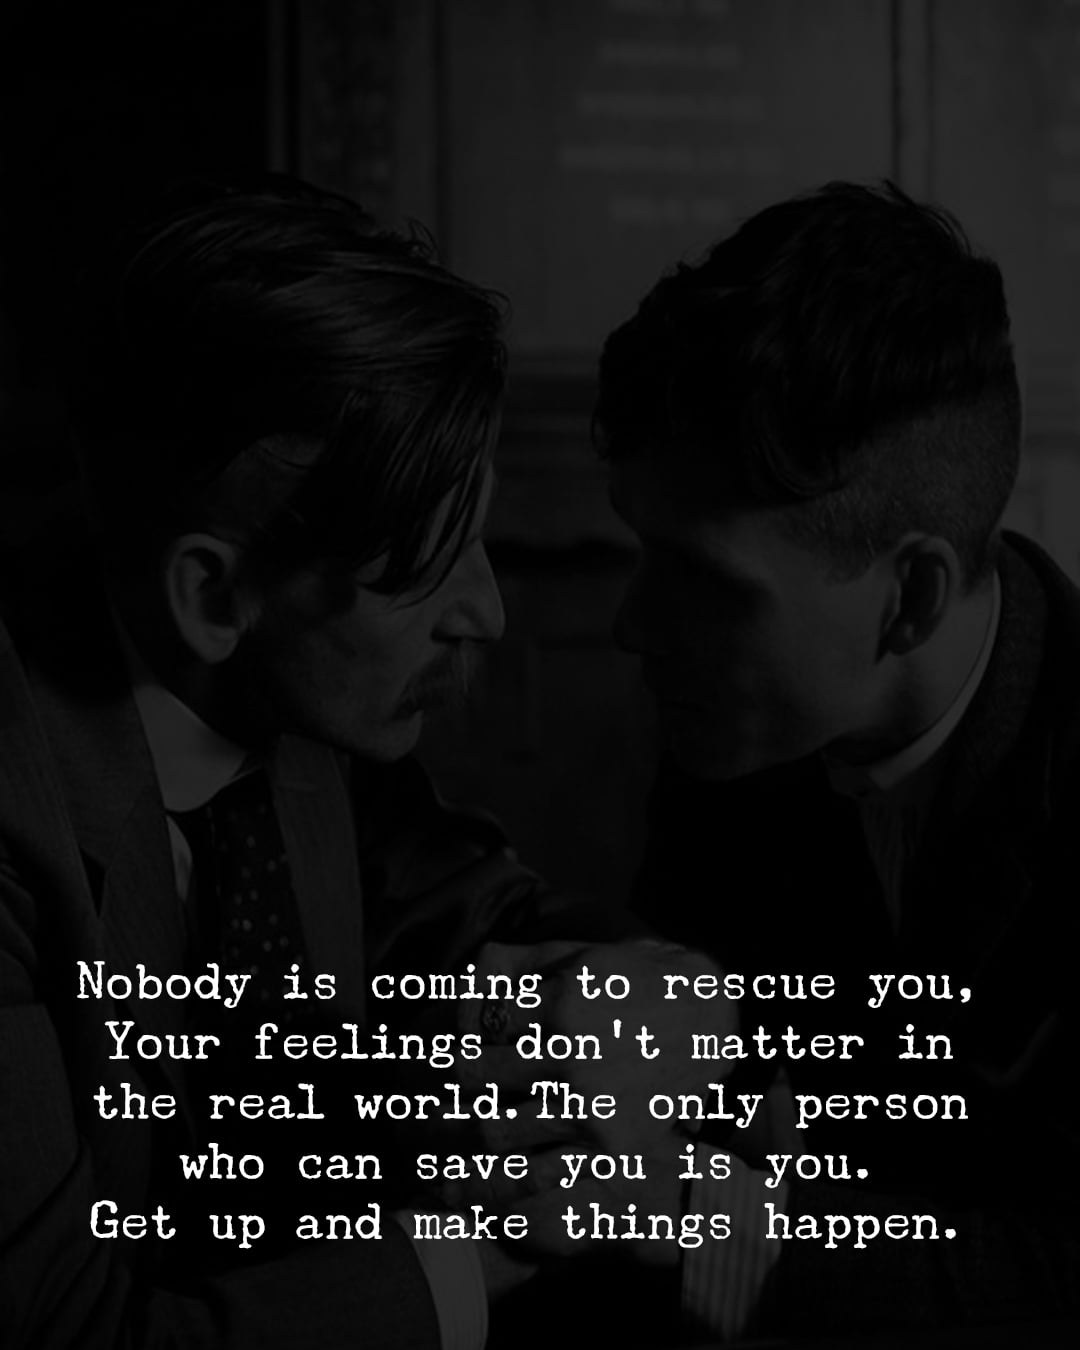 Nobody is coming to rescue you,
Your feelings don't matter in
the real world.The only person
who can save you is you.
Get up and make things happen.